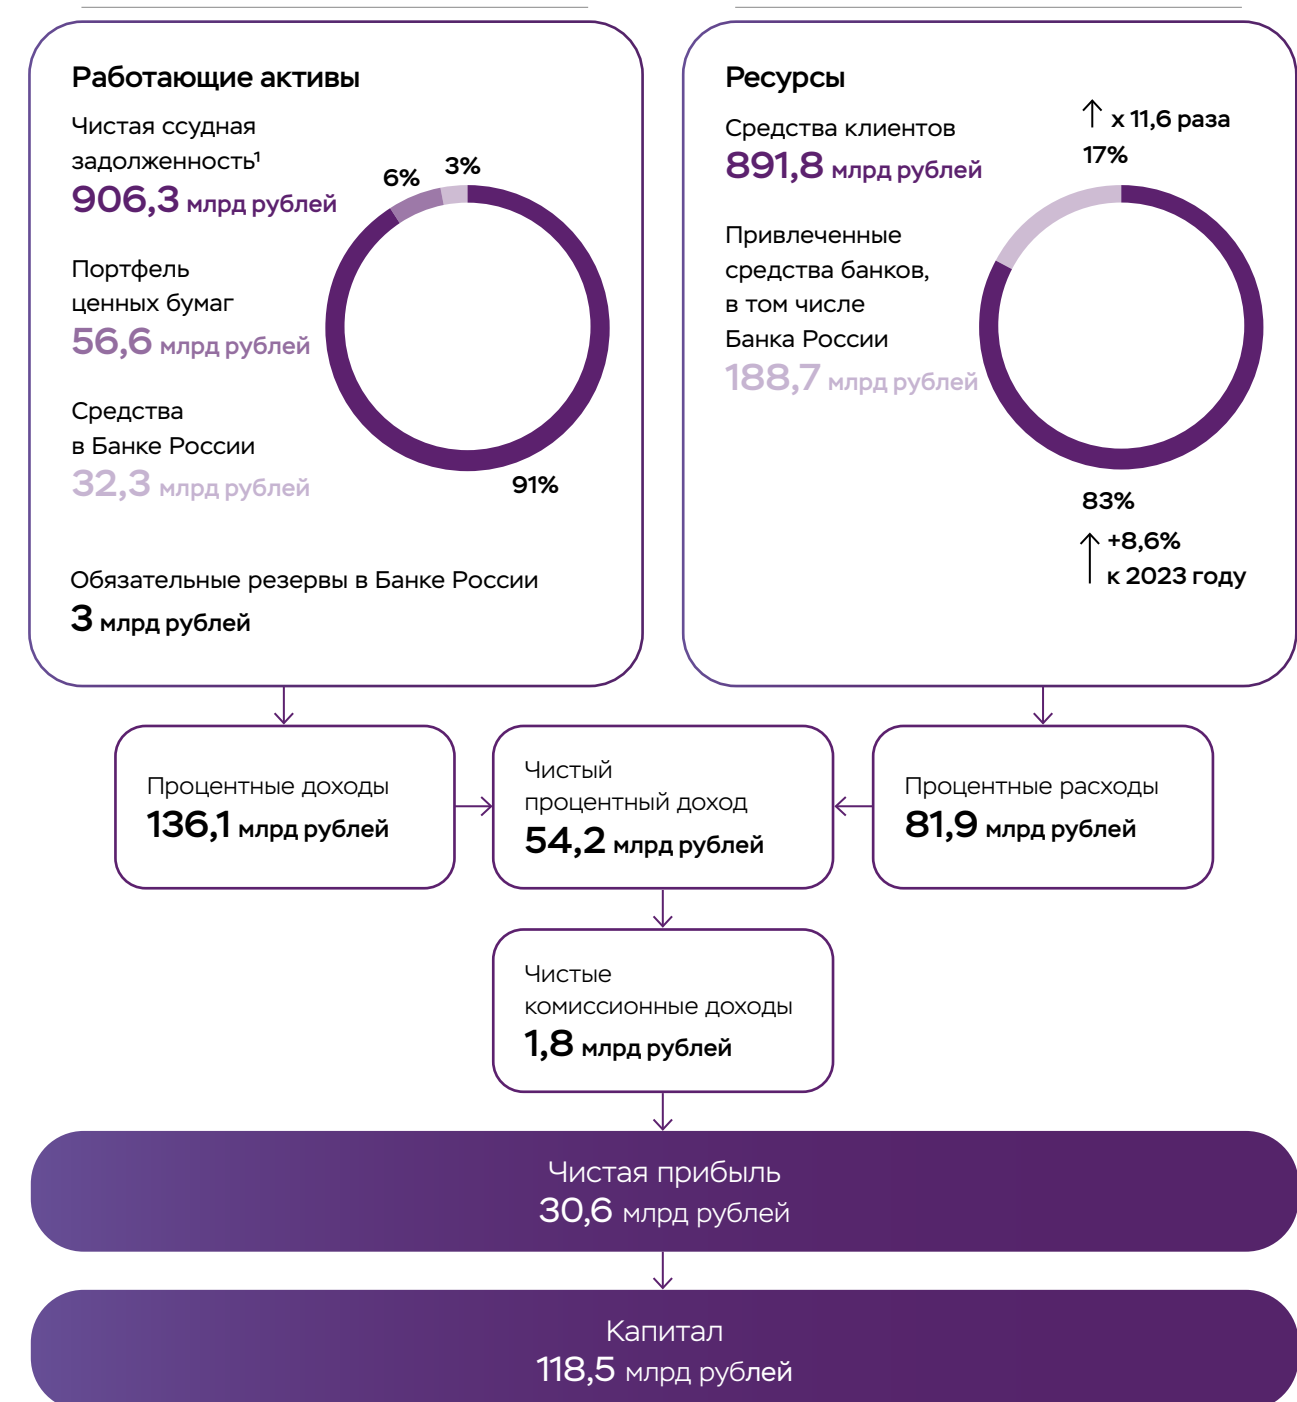 Работающие активы
Чистая ссудная
задолженность¹
906,3 млрд рублей
6%
3%
Портфель
ценных бумаг
56,6 млрд рублей
Средства
в Банке России
32,3 млрд рублей
91%
Обязательные резервы в Банке России
3 млрд рублей
Ресурсы
Средства клиентов
891,8 млрд рублей
↑ x 11,6 раза
17%
Привлеченные
средства банков,
в том числе
Банка России
188,7 млрд рублей
83%
↑ +8,6%
к 2023 году
Процентные доходы
136,1 млрд рублей
Чистый
процентный доход
54,2 млрд рублей
Процентные расходы
81,9 млрд рублей
Чистые
комиссионные доходы
1,8 млрд рублей
Чистая прибыль
30,6 млрд рублей
Капитал
118,5 млрд рублей